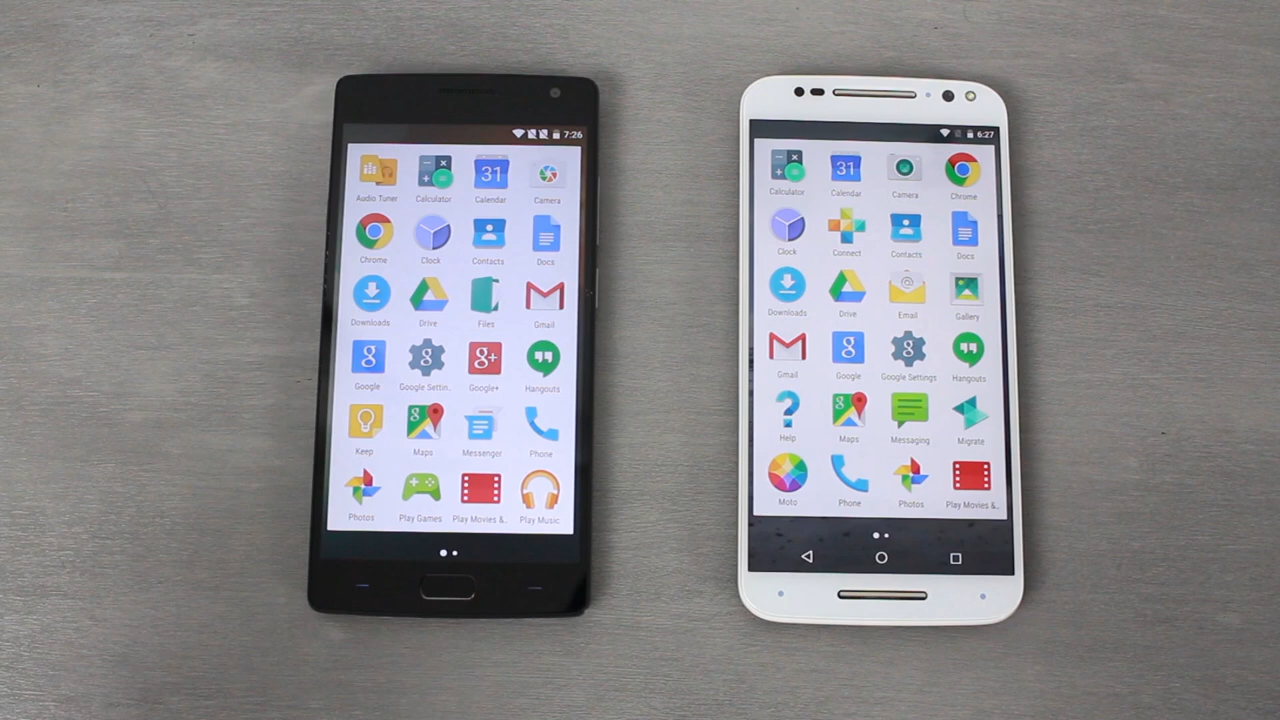 7:26
Audio Tuner Calculator Calendar Camera
Chrome Clock Contacts Docs
Downloads Drive Files Gmail
Google Google Settin.. Google+ Hangouts
Keep Maps Messenger Phone
Photos Play Games Play Movies &.. Play Music
31
6:27
Calculator Calendar Camera Chrome
Clock Connect Contacts Docs
Downloads Drive Email Gallery
Gmail Google Google Settings Hangouts
Help Maps Messaging Migrate
Moto Phone Photos Play Movies &..
31